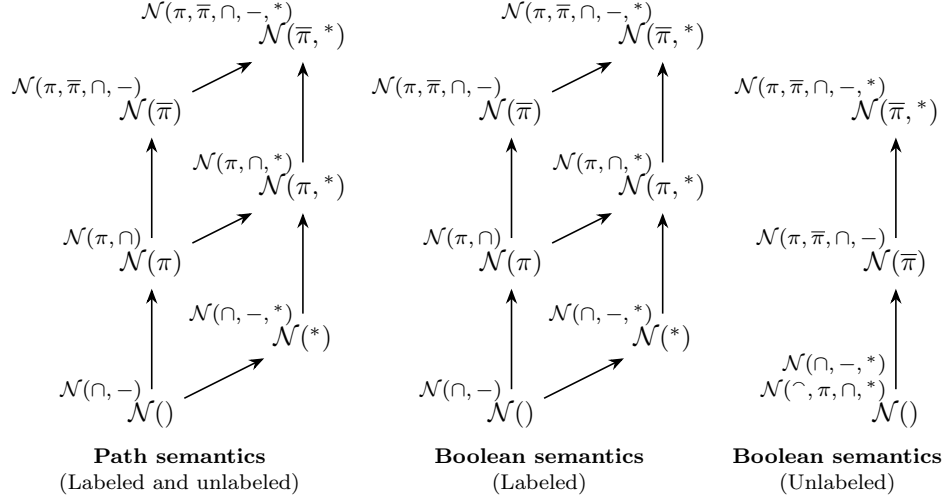 𝒩(π, π̅, ∩, −, *)
𝒩(π̅, *)
𝒩(π, π̅, ∩, −)
𝒩(π̅)
𝒩(π, ∩, *)
𝒩(π, *)
𝒩(π, ∩)
𝒩(π)
𝒩(∩, −, *)
𝒩(*)
𝒩(∩, −)
𝒩()
Path semantics
(Labeled and unlabeled)
𝒩(π, π̅, ∩, −, *)
𝒩(π̅, *)
𝒩(π, π̅, ∩, −)
𝒩(π̅)
𝒩(π, ∩, *)
𝒩(π, *)
𝒩(π, ∩)
𝒩(π)
𝒩(∩, −, *)
𝒩(*)
𝒩(∩, −)
𝒩()
Boolean semantics
(Labeled)
𝒩(π, π̅, ∩, −, *)
𝒩(π̅, *)
𝒩(π, π̅, ∩, −)
𝒩(π̅)
𝒩(∩, −, *)
𝒩(⌢, π, ∩, *)
𝒩()
Boolean semantics
(Unlabeled)